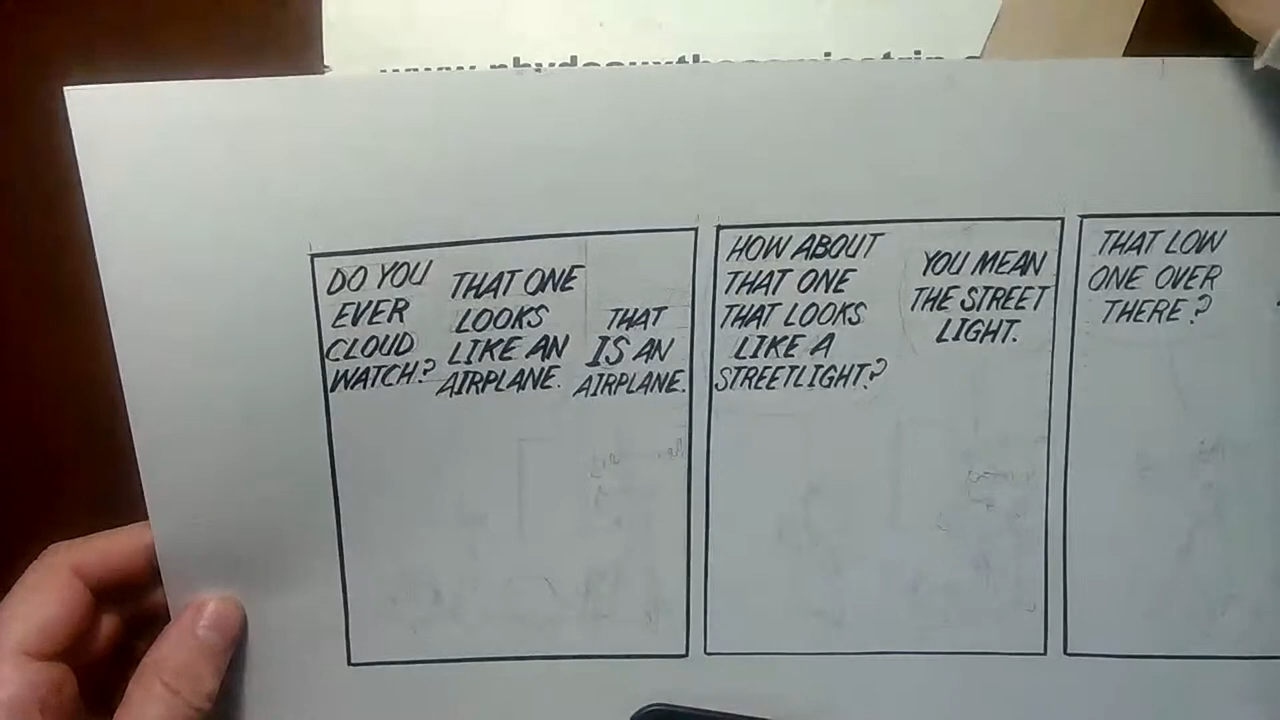 DO YOU
EVER
CLOUD
WATCH?
THAT ONE
LOOKS
LIKE AN
AIRPLANE.
THAT
IS AN
AIRPLANE.
HOW ABOUT
THAT ONE
THAT LOOKS
LIKE A
STREETLIGHT?
YOU MEAN
THE STREET
LIGHT.
THAT LOW
ONE OVER
THERE?